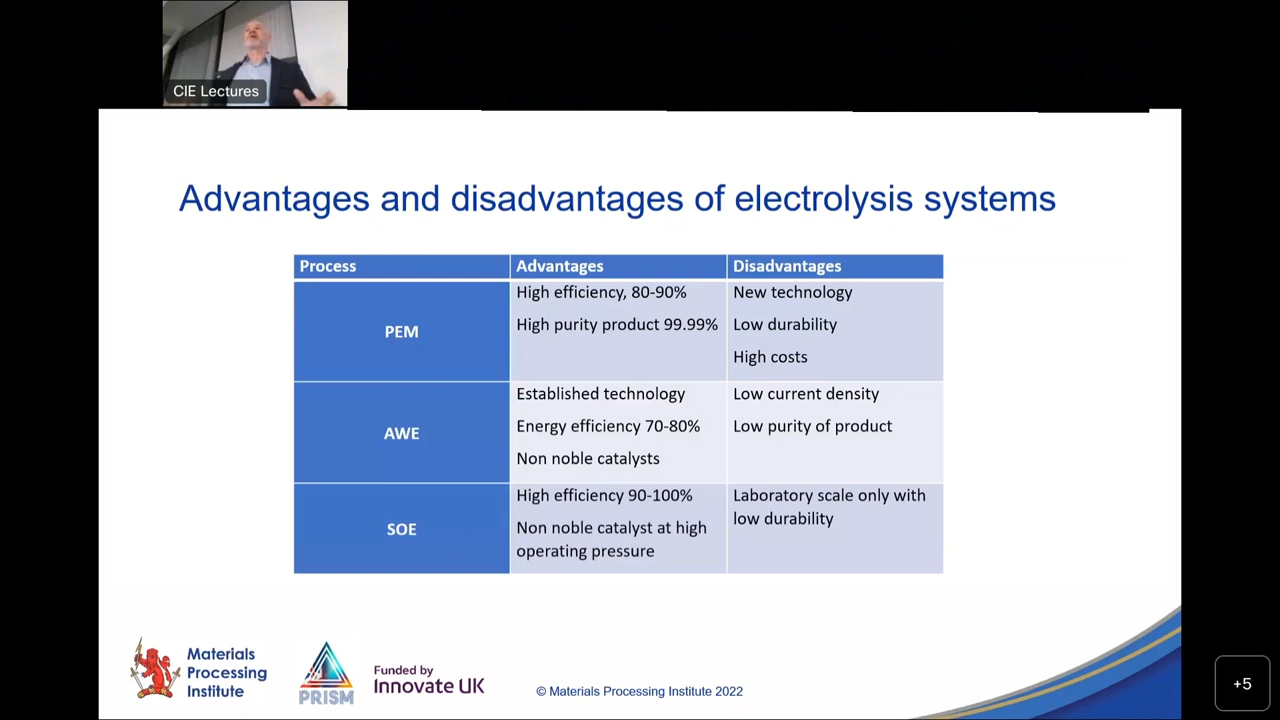 CIE Lectures
Advantages and disadvantages of electrolysis systems
Process
Advantages
Disadvantages
PEM
High efficiency, 80-90%
High purity product 99.99%
New technology
Low durability
High costs
AWE
Established technology
Energy efficiency 70-80%
Non noble catalysts
Low current density
Low purity of product
SOE
High efficiency 90-100%
Non noble catalyst at high
operating pressure
Laboratory scale only with
low durability
Materials
Processing
Institute
PRISM
Funded by
Innovate UK
© Materials Processing Institute 2022
+5